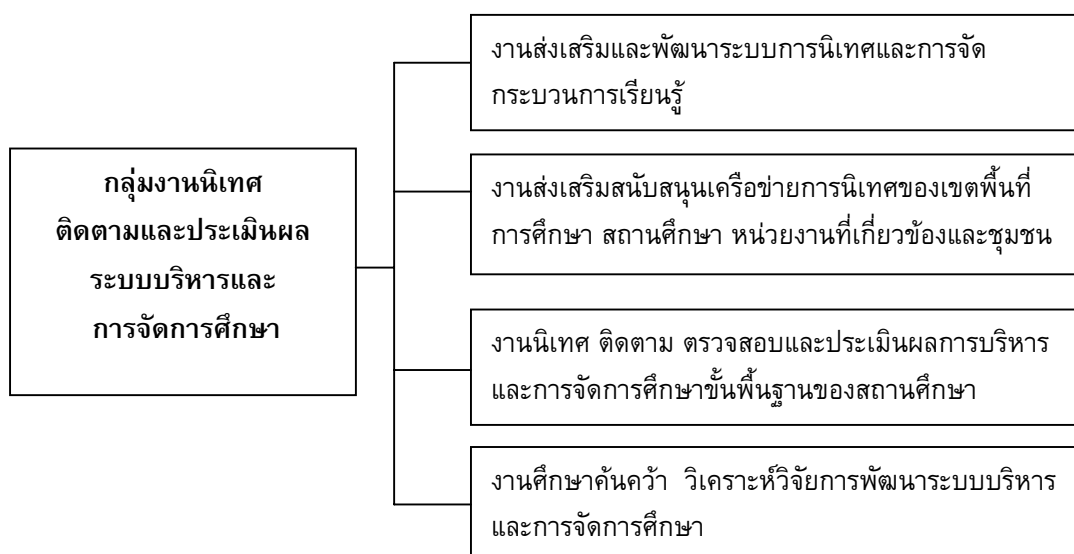 กลุ่มงานนิเทศ
ติดตามและประเมินผล
ระบบบริหารและ
การจัดการศึกษา
งานส่งเสริมและพัฒนาระบบการนิเทศและการจัด
กระบวนการเรียนรู้
งานส่งเสริมสนับสนุนเครือข่ายการนิเทศของเขตพื้นที่
การศึกษา สถานศึกษา หน่วยงานที่เกี่ยวข้องและชุมชน
งานนิเทศ ติดตาม ตรวจสอบและประเมินผลการบริหาร
และการจัดการศึกษาขั้นพื้นฐานของสถานศึกษา
งานศึกษาค้นคว้า วิเคราะห์วิจัยการพัฒนาระบบบริหาร
และการจัดการศึกษา